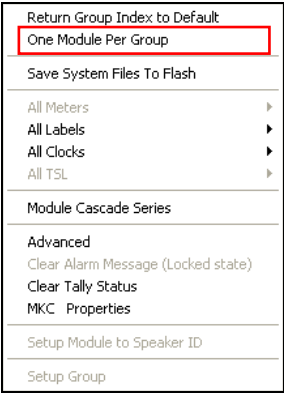 Return Group Index to Default
One Module Per Group
Save System Files To Flash
All Meters
All Labels
All Clocks
All TSL
Module Cascade Series
Advanced
Clear Alarm Message (Locked state)
Clear Tally Status
MKC Properties
Setup Module to Speaker ID
Setup Group